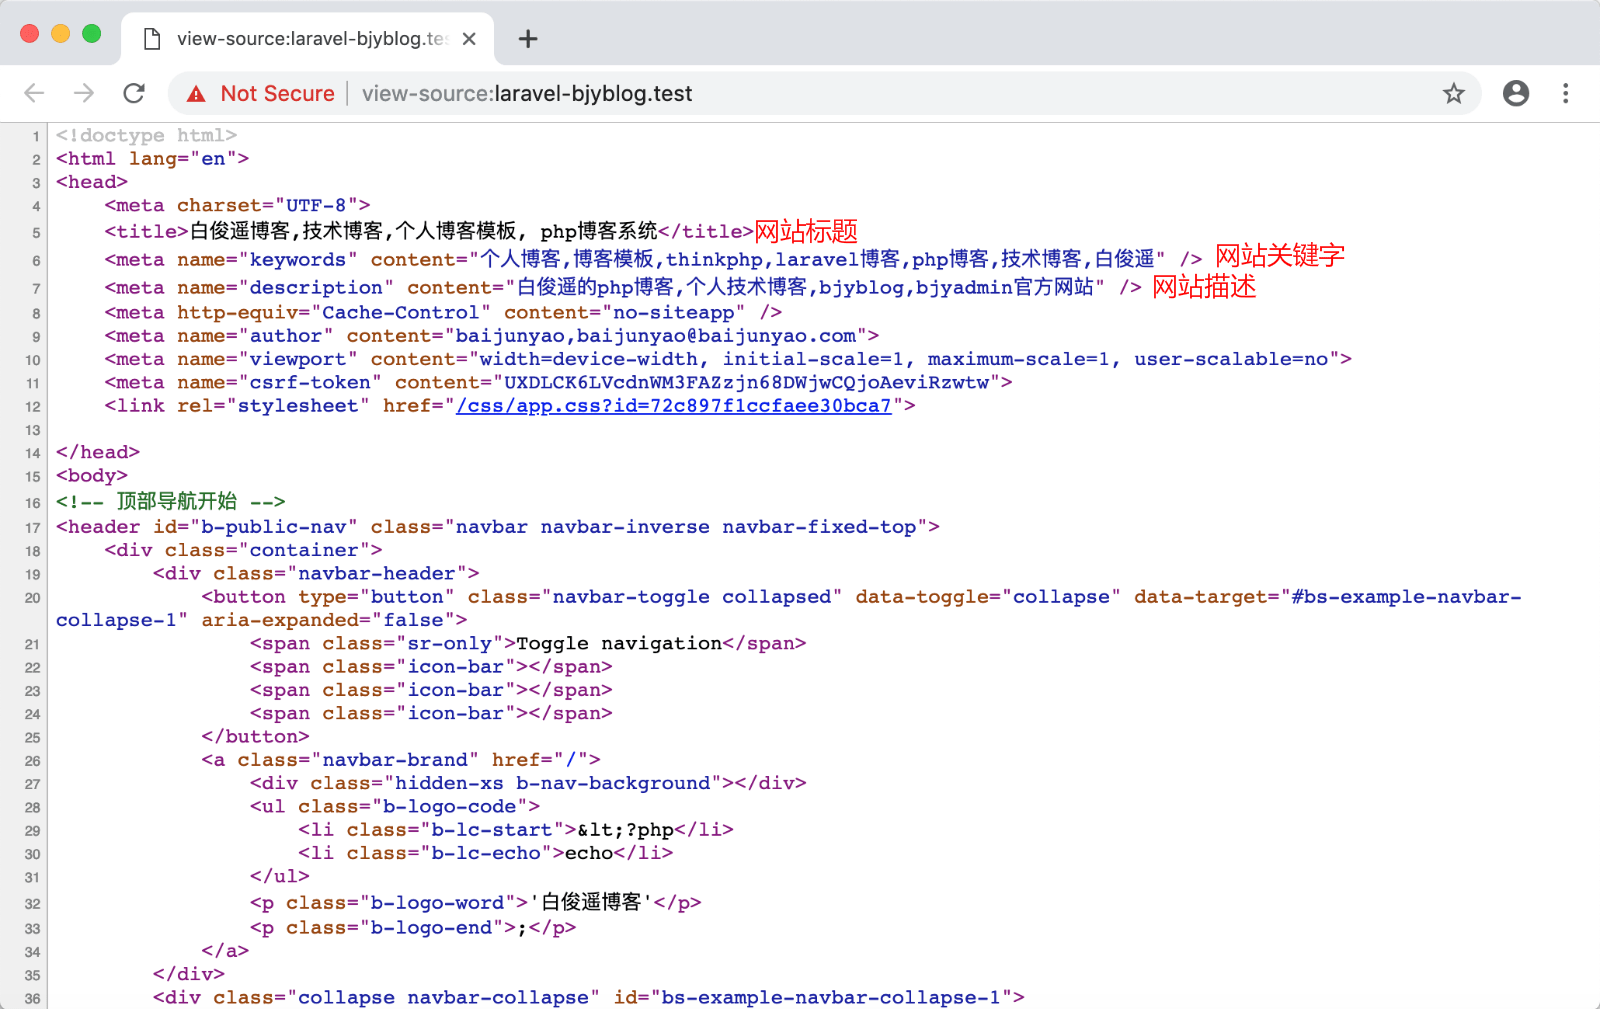 view-source:laravel-bjyblog.tes
Not Secure view-source:laravel-bjyblog.test
1 <!doctype html>
2 <html lang="en">
3 <head>
4 <meta charset="UTF-8">
5 <title>白俊遥博客,技术博客,个人博客模板, php博客系统</title>网站标题
6 <meta name="keywords" content="个人博客,博客模板,thinkphp,laravel博客,php博客,技术博客,白俊遥" /> 网站关键字
7 <meta name="description" content="白俊遥的php博客,个人技术博客,bjyblog,bjyadmin官方网站" /> 网站描述
8 <meta http-equiv="Cache-Control" content="no-siteapp" />
9 <meta name="author" content="baijunyao,baijunyao@baijunyao.com">
10 <meta name="viewport" content="width=device-width, initial-scale=1, maximum-scale=1, user-scalable=no">
11 <meta name="csrf-token" content="UXDLCK6LVcdnWM3FAZzjn68DWjwCQjoAeviRzwtw">
12 <link rel="stylesheet" href="/css/app.css?id=72c897f1ccfaee30bca7">
13
14 </head>
15 <body>
16 <!-- 顶部导航开始 -->
17 <header id="b-public-nav" class="navbar navbar-inverse navbar-fixed-top">
18 <div class="container">
19 <div class="navbar-header">
20 <button type="button" class="navbar-toggle collapsed" data-toggle="collapse" data-target="#bs-example-navbar-
collapse-1" aria-expanded="false">
21 <span class="sr-only">Toggle navigation</span>
22 <span class="icon-bar"></span>
23 <span class="icon-bar"></span>
24 <span class="icon-bar"></span>
25 </button>
26 <a class="navbar-brand" href="/">
27 <div class="hidden-xs b-nav-background"></div>
28 <ul class="b-logo-code">
29 <li class="b-lc-start">&lt;?php</li>
30 <li class="b-lc-echo">echo</li>
31 </ul>
32 <p class="b-logo-word">'白俊遥博客'</p>
33 <p class="b-logo-end">;</p>
34 </a>
35 </div>
36 <div class="collapse navbar-collapse" id="bs-example-navbar-collapse-1">